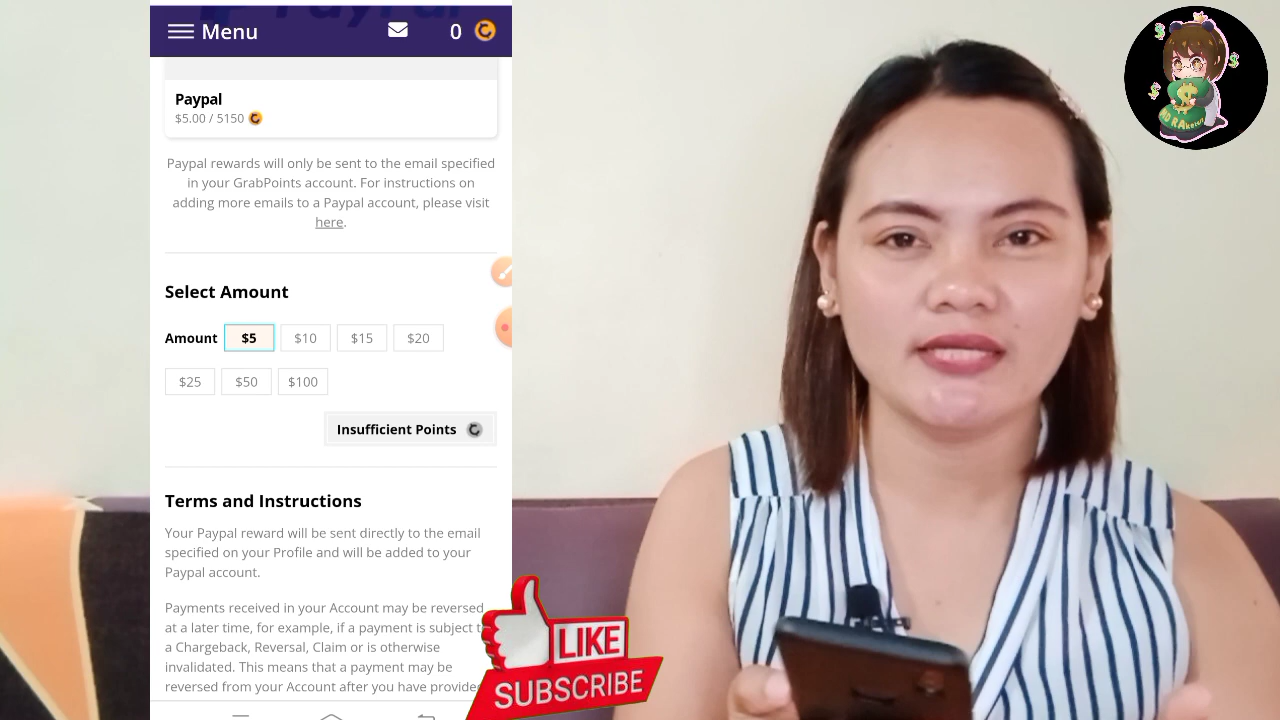 PayPal
Menu
0
Paypal
$5.00 / 5150
Paypal rewards will only be sent to the email specified
in your GrabPoints account. For instructions on
adding more emails to a Paypal account, please visit
here.
Select Amount
Amount $5 $10 $15 $20
$25 $50 $100
Insufficient Points
Terms and Instructions
Your Paypal reward will be sent directly to the email
specified on your Profile and will be added to your
Paypal account.
Payments received in your Account may be reversed
at a later time, for example, if a payment is subject
a Chargeback, Reversal, Claim or is otherwise
invalidated. This means that a payment may be
reversed from your Account after you have
LIKE
SUBSCRIBE